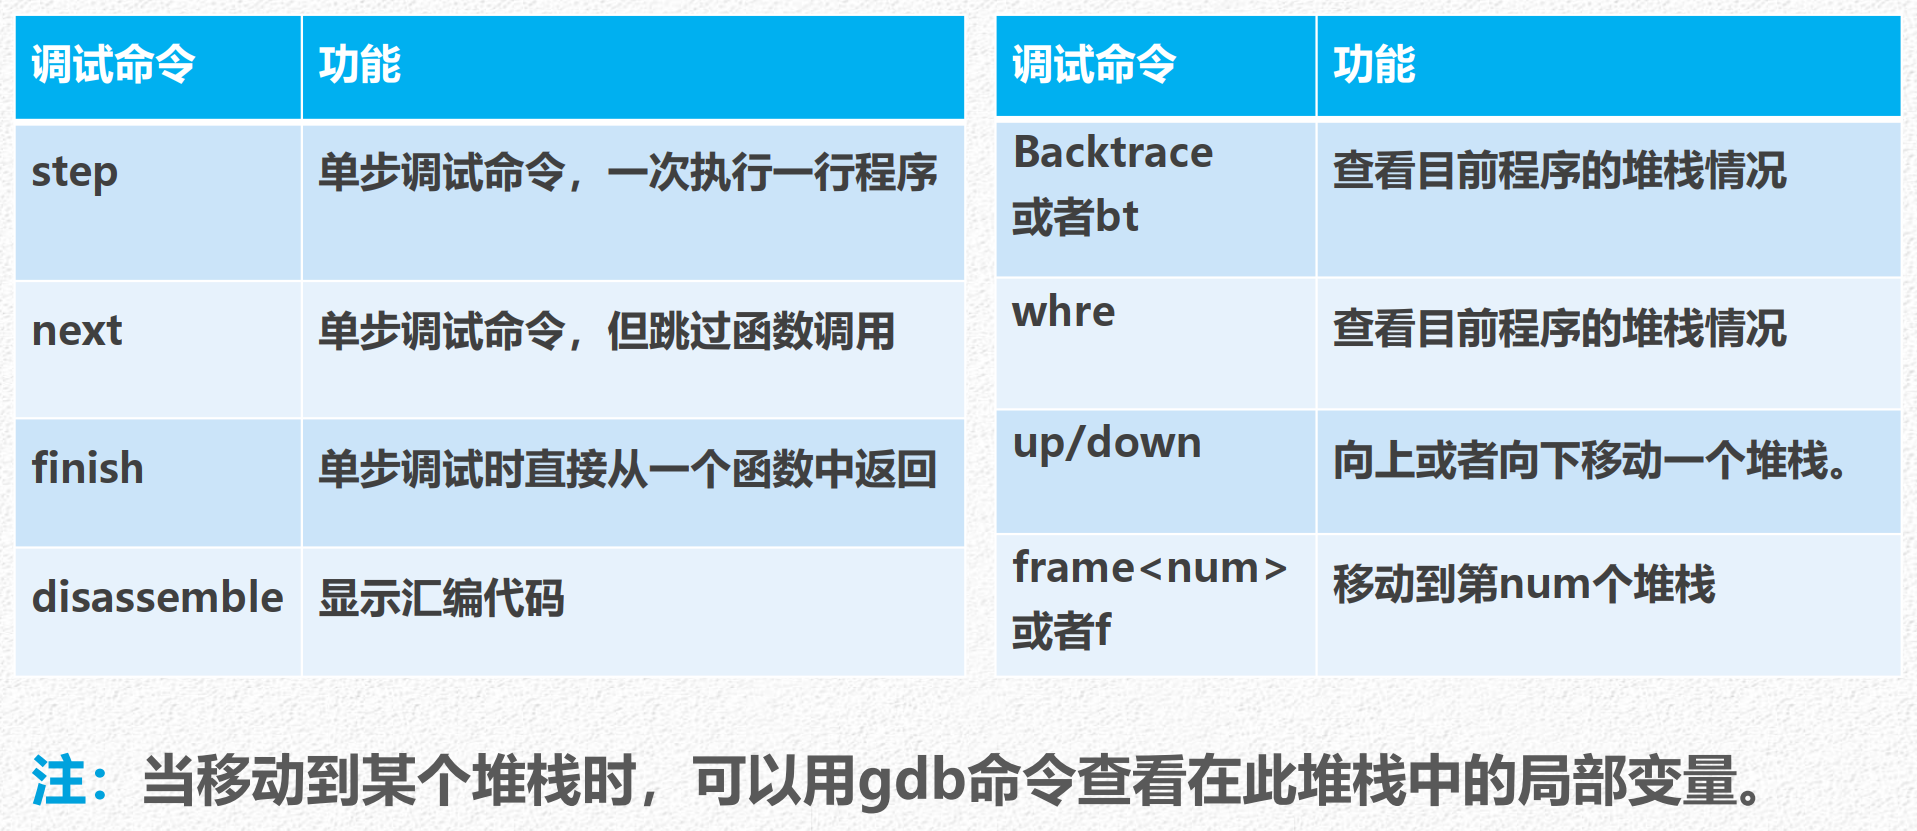 调试命令 功能
step 单步调试命令，一次执行一行程序
next 单步调试命令，但跳过函数调用
finish 单步调试时直接从一个函数中返回
disassemble 显示汇编代码
调试命令 功能
Backtrace 查看目前程序的堆栈情况
或者bt
whre 查看目前程序的堆栈情况
up/down 向上或者向下移动一个堆栈。
frame<num> 移动到第num个堆栈
或者f
注：当移动到某个堆栈时，可以用gdb命令查看在此堆栈中的局部变量。